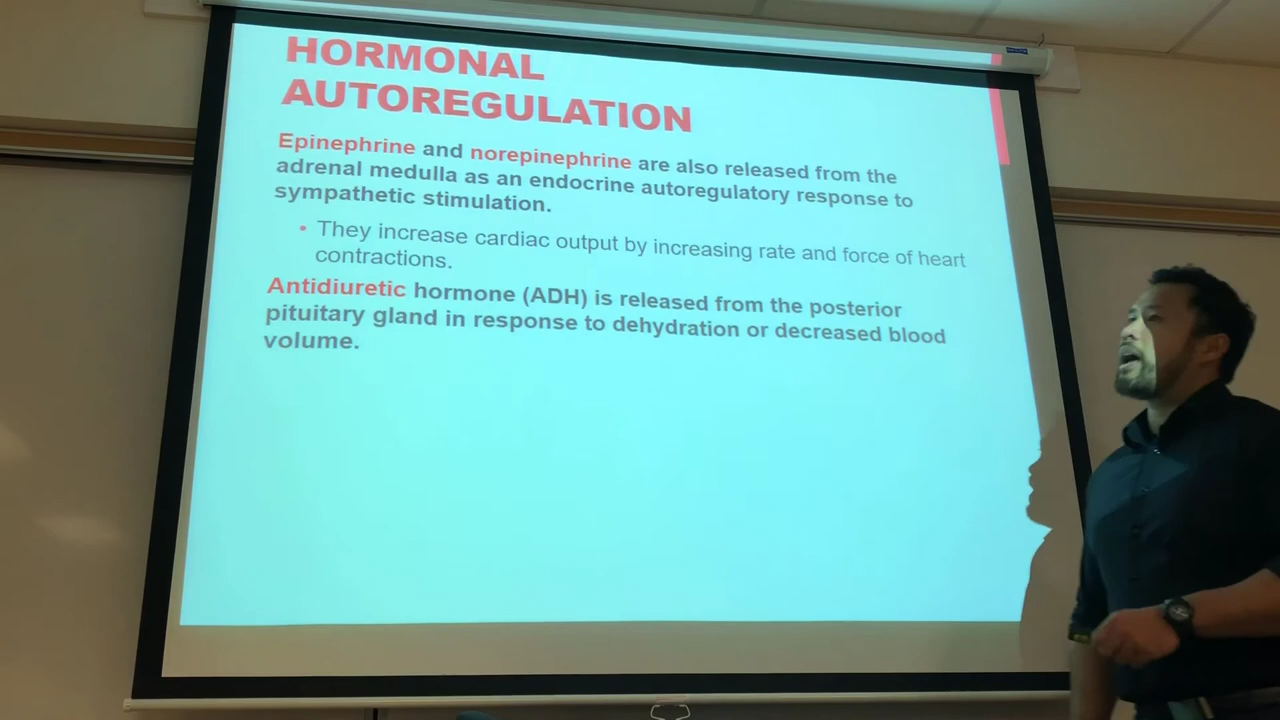 HORMONAL
AUTOREGULATION
Epinephrine and norepinephrine are also released from the
adrenal medulla as an endocrine autoregulatory response to
sympathetic stimulation.
• They increase cardiac output by increasing rate and force of heart
contractions.
Antidiuretic hormone (ADH) is released from the posterior
pituitary gland in response to dehydration or decreased blood
volume.